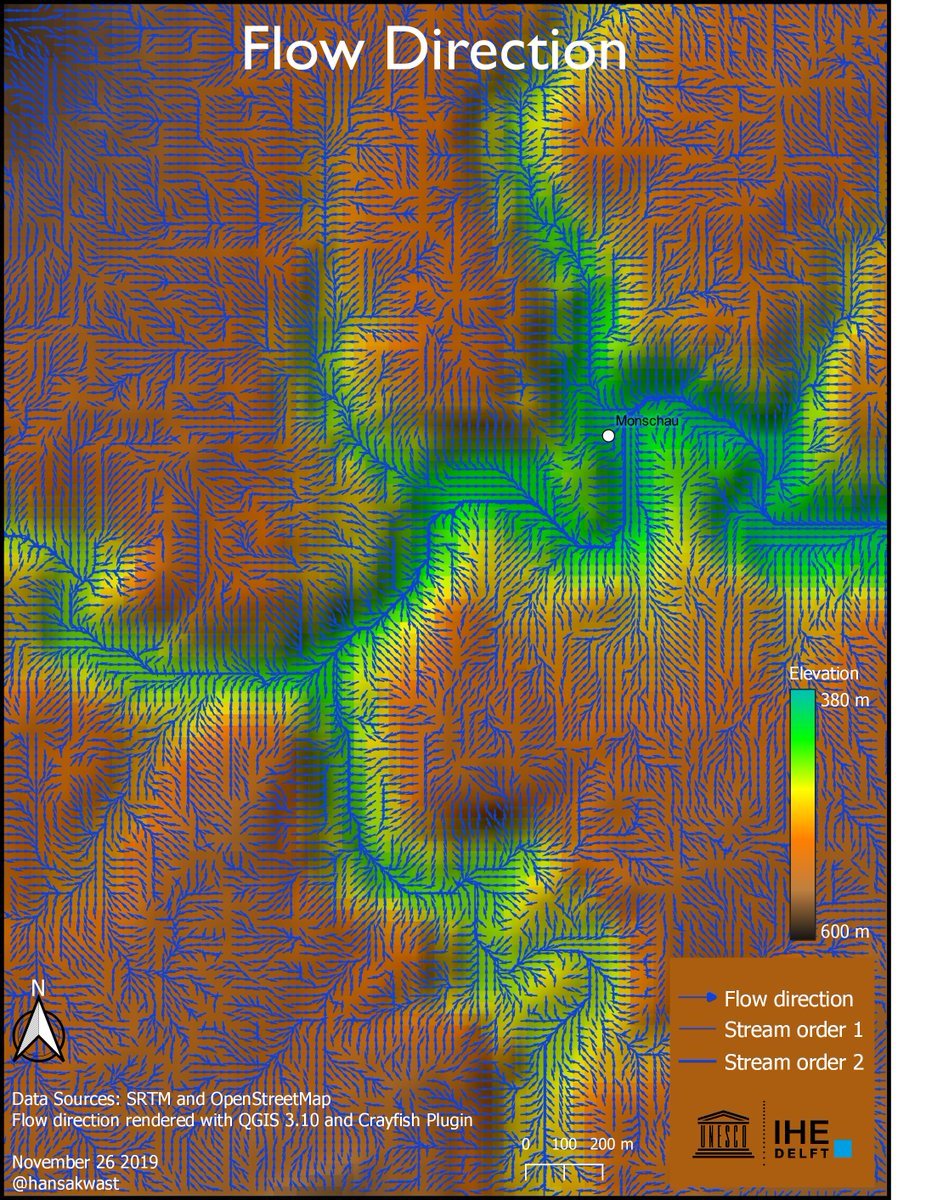 Flow Direction
Monschau
Elevation
380 m
600 m
N
Flow direction
Stream order 1
Stream order 2
Data Sources: SRTM and OpenStreetMap
Flow direction rendered with QGIS 3.10 and Crayfish Plugin
November 26 2019
@hansakwast
0 100 200 m
UNESCO
IHE
DELFT